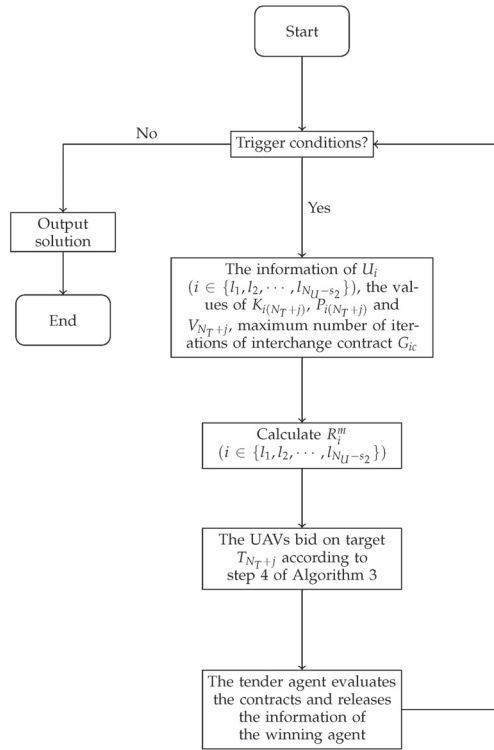 Start
No
Trigger conditions?
Yes
Output
solution
End
The information of U_i
(i ∈ {l_1, l_2, ⋯, l_{N_U−s_2}}), the val-
ues of K_{i(N_T+j)}, P_{i(N_T+j)} and
V_{N_T+j}, maximum number of iter-
ations of interchange contract G_{ic}
Calculate R_i^m
(i ∈ {l_1, l_2, ⋯, l_{N_U−s_2}})
The UAVs bid on target
T_{N_T+j} according to
step 4 of Algorithm 3
The tender agent evaluates
the contracts and releases
the information of
the winning agent